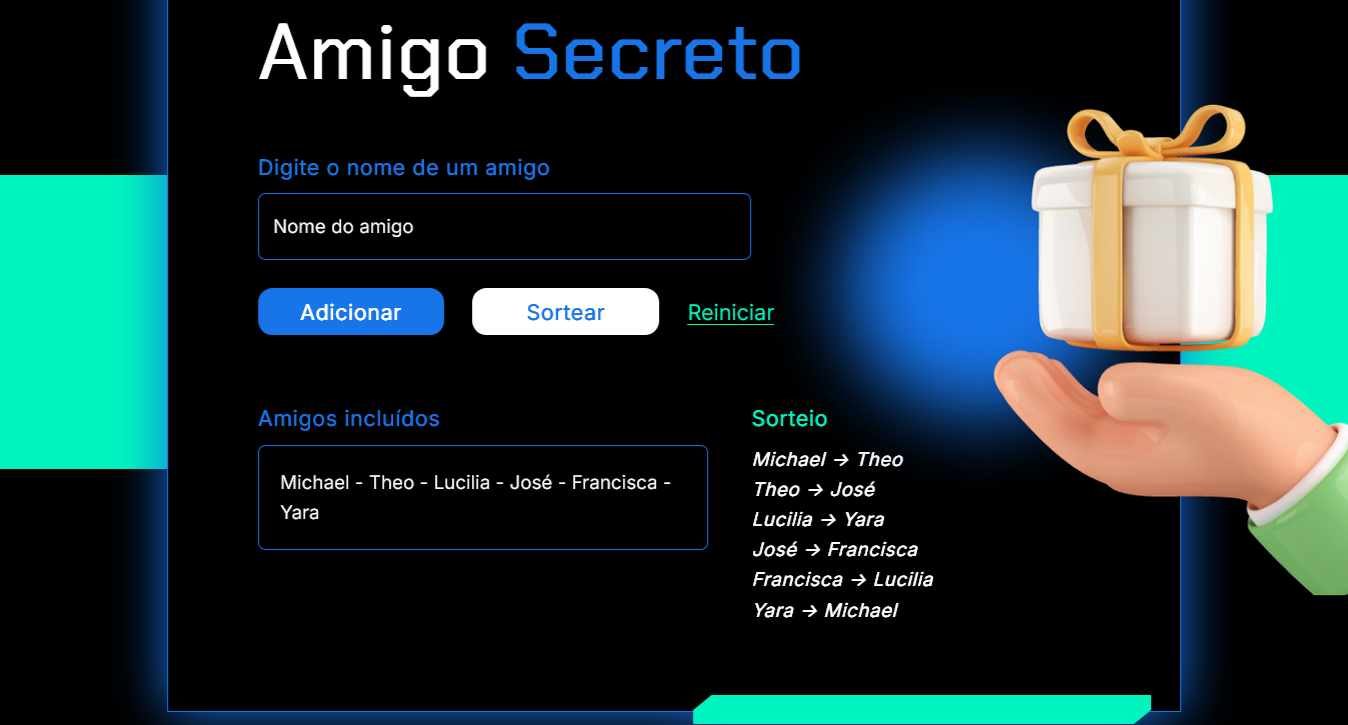 Amigo Secreto
Digite o nome de um amigo
Nome do amigo
Adicionar
Sortear
Reiniciar
Amigos incluídos
Michael - Theo - Lucilia - José - Francisca -
Yara
Sorteio
Michael → Theo
Theo → José
Lucilia → Yara
José → Francisca
Francisca → Lucilia
Yara → Michael